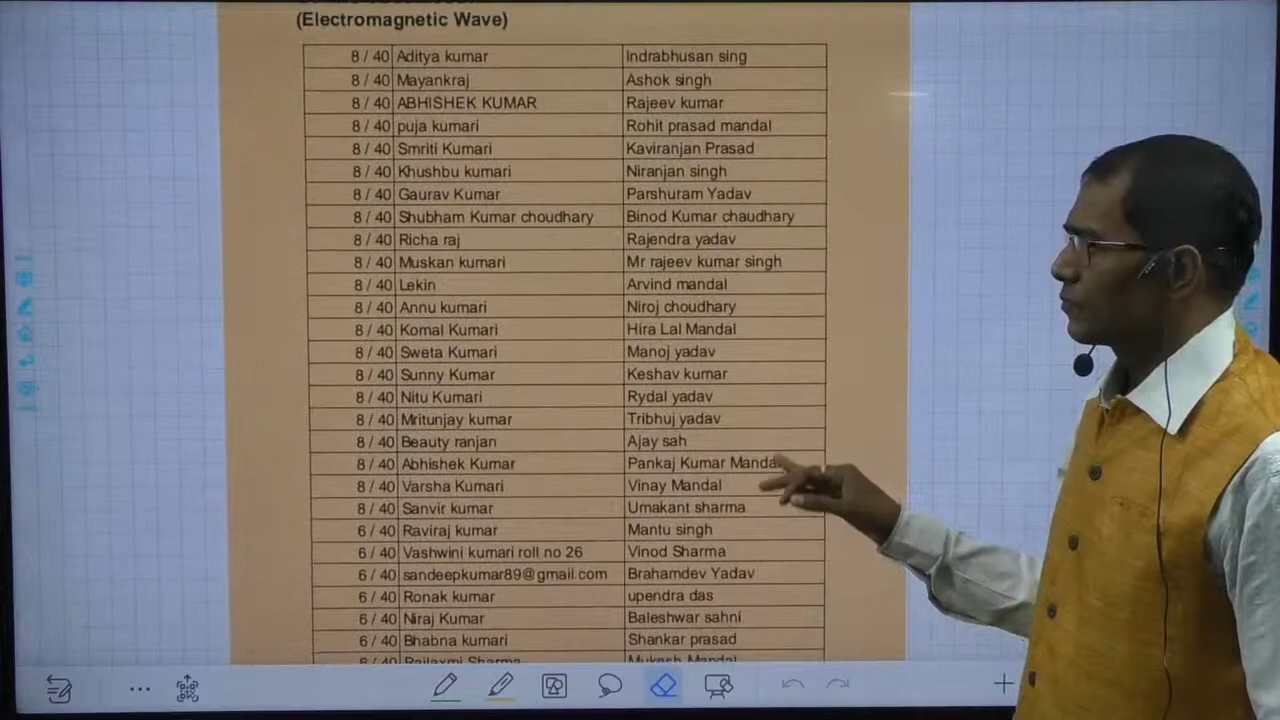 (Electromagnetic Wave)
8 / 40 Aditya kumar Indrabhusan sing
8 / 40 Mayankraj Ashok singh
8 / 40 ABHISHEK KUMAR Rajeev kumar
8 / 40 puja kumari Rohit prasad mandal
8 / 40 Smriti Kumari Kaviranjan Prasad
8 / 40 Khushbu kumari Niranjan singh
8 / 40 Gaurav Kumar Parshuram Yadav
8 / 40 Shubham Kumar choudhary Binod Kumar chaudhary
8 / 40 Richa raj Rajendra yadav
8 / 40 Muskan kumari Mr rajeev kumar singh
8 / 40 Lekin Arvind mandal
8 / 40 Annu kumari Niroj choudhary
8 / 40 Komal Kumari Hira Lal Mandal
8 / 40 Sweta Kumari Manoj yadav
8 / 40 Sunny Kumar Keshav kumar
8 / 40 Nitu Kumari Rydal yadav
8 / 40 Mritunjay kumar Tribhuj yadav
8 / 40 Beauty ranjan Ajay sah
8 / 40 Abhishek Kumar Pankaj Kumar Mandal
8 / 40 Varsha Kumari Vinay Mandal
8 / 40 Sanvir kumar Umakant sharma
6 / 40 Raviraj kumar Mantu singh
6 / 40 Vashwini kumari roll no 26 Vinod Sharma
6 / 40 sandeepkumar89@gmail.com Brahamdev Yadav
6 / 40 Ronak kumar upendra das
6 / 40 Niraj Kumar Baleshwar sahni
6 / 40 Bhabna kumari Shankar prasad
6 / 40 Rajlaxmi Sharma Mukesh Mandal